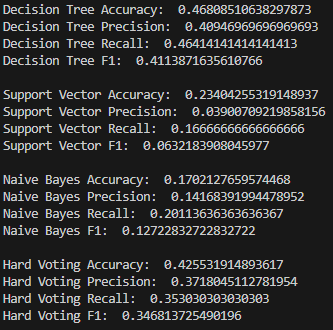 Decision Tree Accuracy:  0.46808510638297873
Decision Tree Precision:  0.40946969696969693
Decision Tree Recall:  0.46414141414141413
Decision Tree F1:  0.4113871635610766
Support Vector Accuracy:  0.23404255319148937
Support Vector Precision:  0.03900709219858156
Support Vector Recall:  0.16666666666666666
Support Vector F1:  0.0632183908045977
Naive Bayes Accuracy:  0.1702127659574468
Naive Bayes Precision:  0.14168391994478952
Naive Bayes Recall:  0.20113636363636367
Naive Bayes F1:  0.12722832722832722
Hard Voting Accuracy:  0.425531914893617
Hard Voting Precision:  0.3718045112781954
Hard Voting Recall:  0.353030303030303
Hard Voting F1:  0.346813725490196